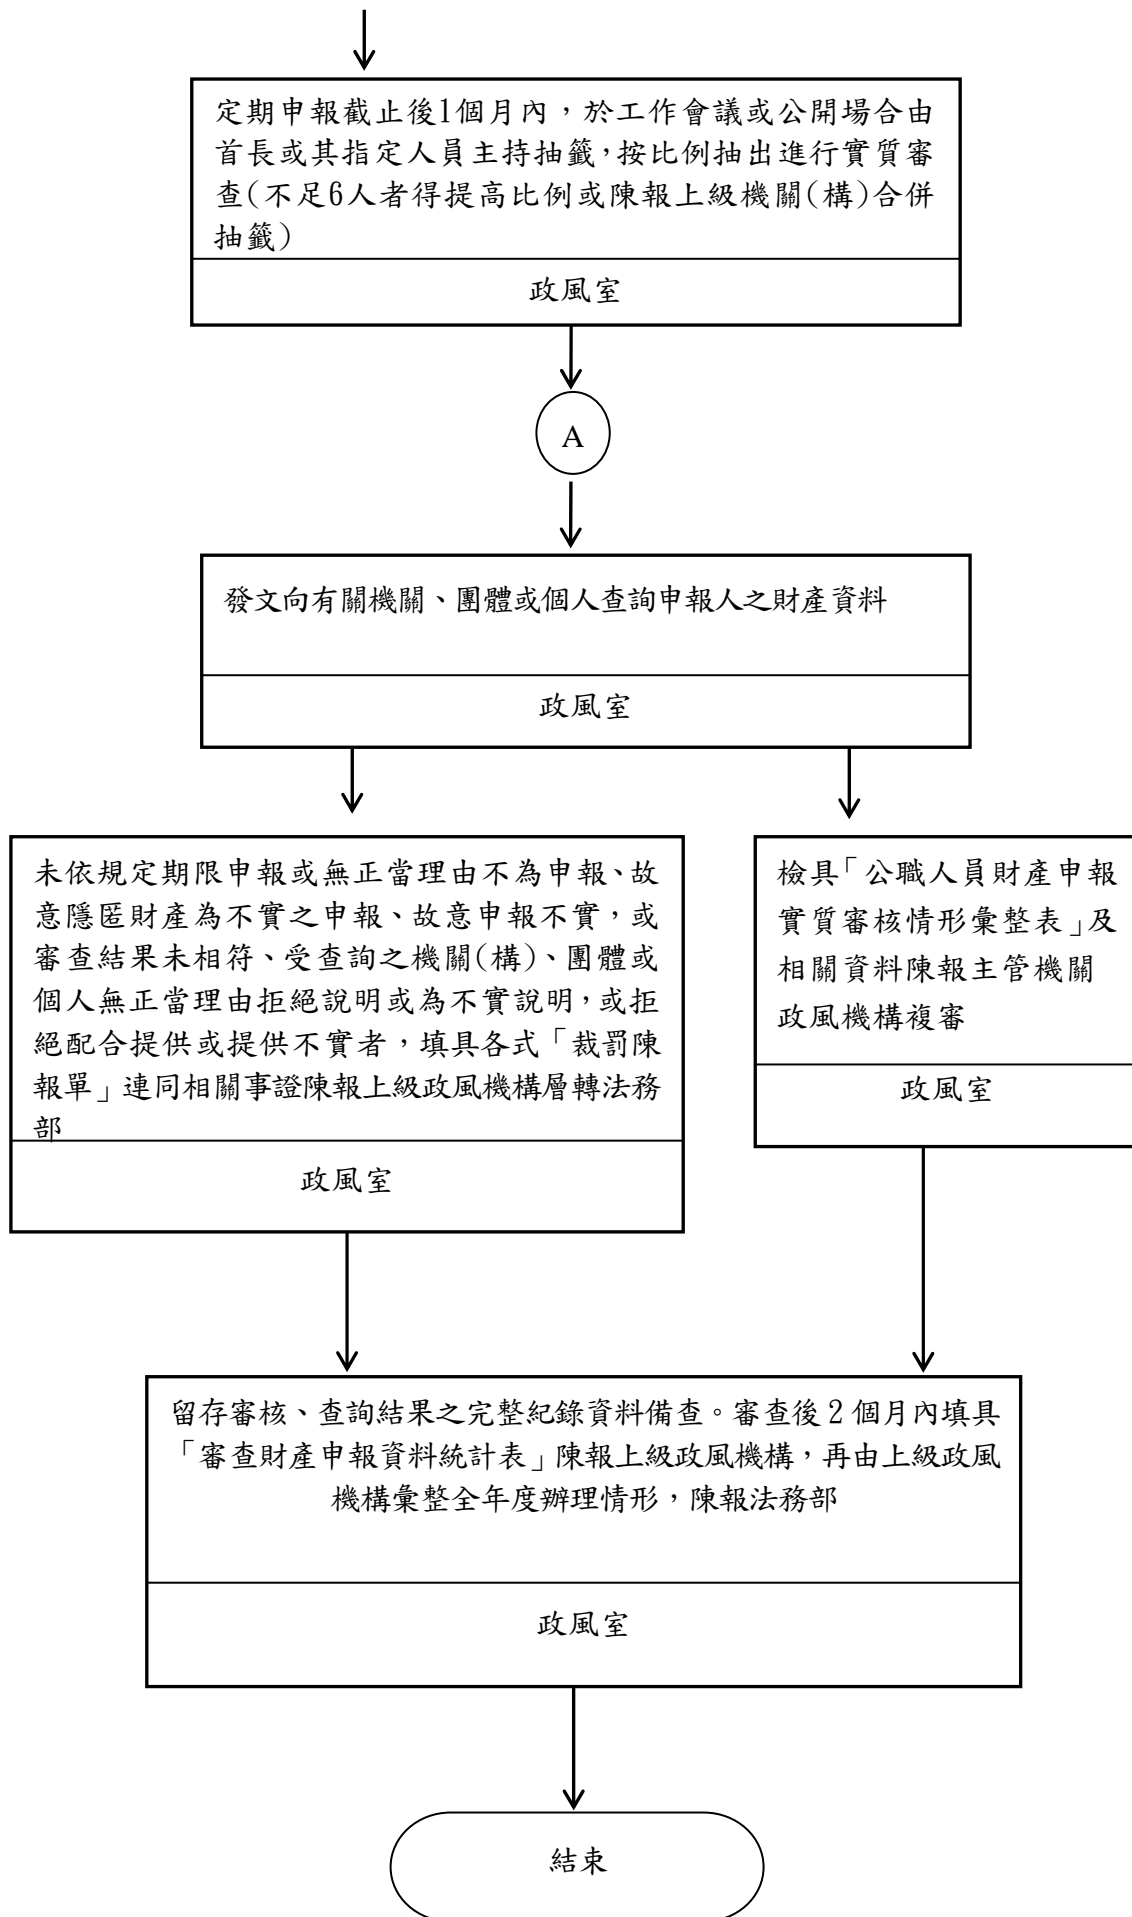 定期申報截止後1個月內，於工作會議或公開場合由
首長或其指定人員主持抽籤，按比例抽出進行實質審
查(不足6人者得提高比例或陳報上級機關(構)合併
抽籤)
政風室
A
發文向有關機關、團體或個人查詢申報人之財產資料
政風室
未依規定期限申報或無正當理由不為申報、故
意隱匿財產為不實之申報、故意申報不實，或
審查結果未相符、受查詢之機關(構)、團體或
個人無正當理由拒絕說明或為不實說明，或拒
絕配合提供或提供不實者，填具各式「裁罰陳
報單」連同相關事證陳報上級政風機構層轉法務
部
政風室
檢具「公職人員財產申報
實質審核情形彙整表」及
相關資料陳報主管機關
政風機構複審
政風室
留存審核、查詢結果之完整紀錄資料備查。審查後 2 個月內填具
「審查財產申報資料統計表」陳報上級政風機構，再由上級政風
機構彙整全年度辦理情形，陳報法務部
政風室
結束